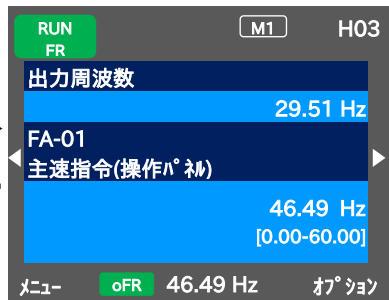 RUN M1 H03
FR
出力周波数
29.51 Hz
FA-01
主速指令(操作ﾊﾟﾈﾙ)
46.49 Hz
[0.00-60.00]
ﾒﾆｭｰ oFR 46.49 Hz ｵﾌﾟｼｮﾝ